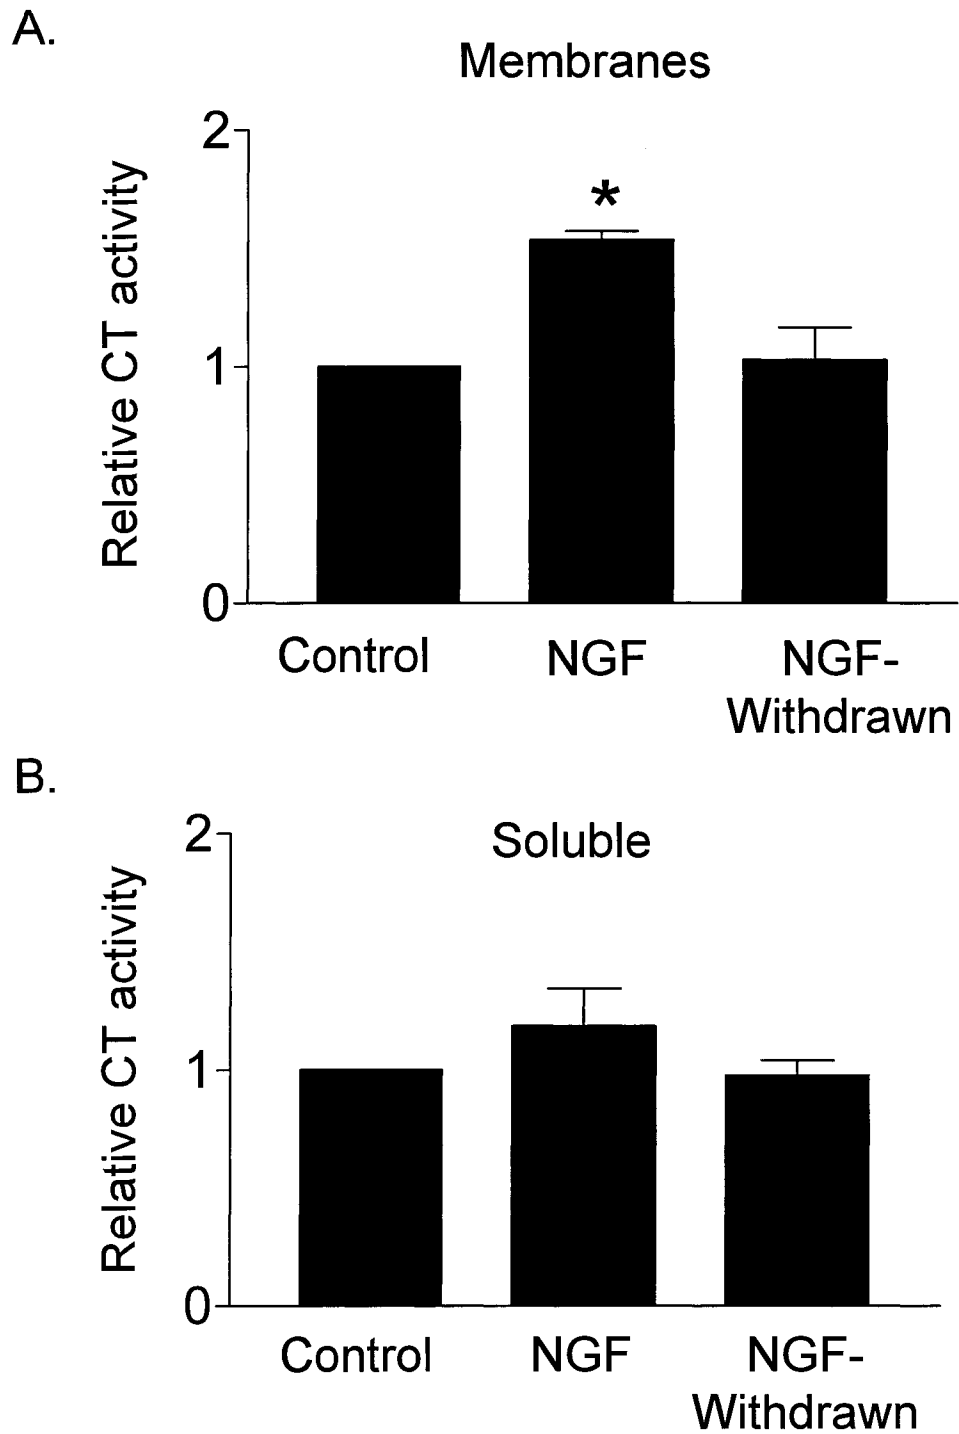 A.
Membranes
2
*
1
0
Relative CT activity
Control
NGF
NGF-
Withdrawn
B.
Soluble
2
1
0
Relative CT activity
Control
NGF
NGF-
Withdrawn